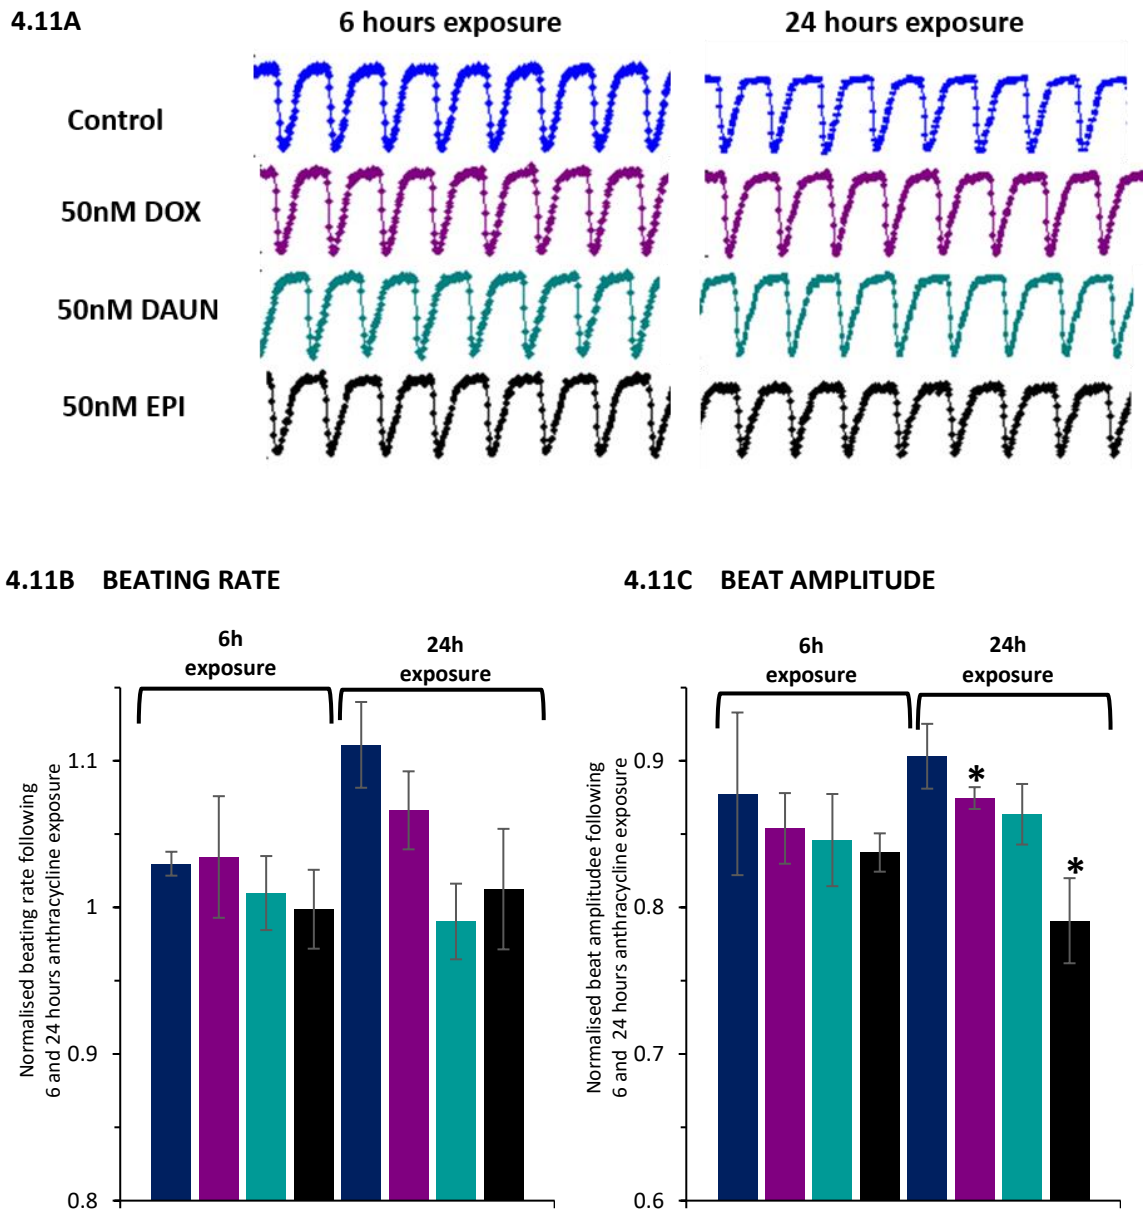 4.11A
6 hours exposure
24 hours exposure
Control
50nM DOX
50nM DAUN
50nM EPI
4.11B BEATING RATE
6h
exposure
24h
exposure
Normalised beating rate following
6 and 24 hours anthracycline exposure
1.1
1
0.9
0.8
4.11C BEAT AMPLITUDE
6h
exposure
24h
exposure
Normalised beat amplitudee following
6 and 24 hours anthracycline exposure
0.9
0.8
0.7
0.6
*
*